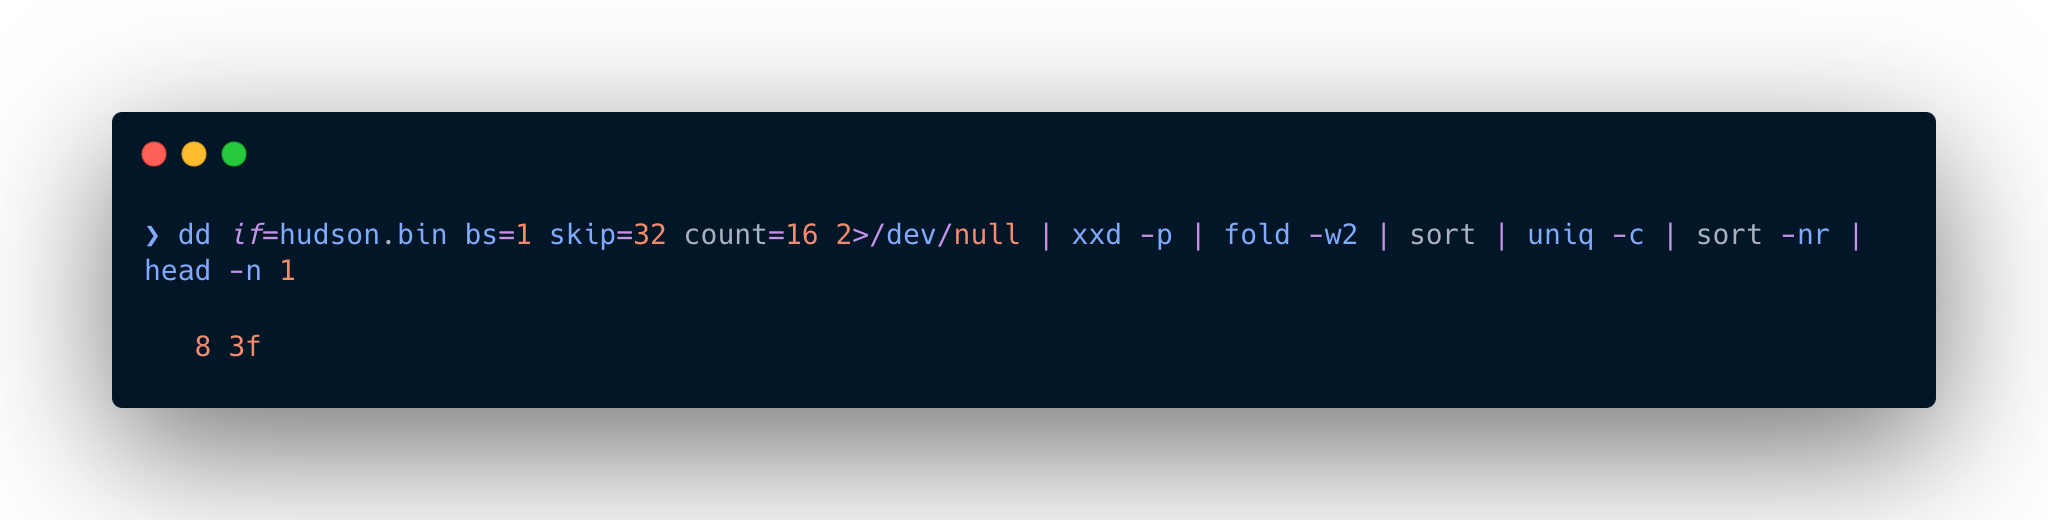 ❯ dd if=hudson.bin bs=1 skip=32 count=16 2>/dev/null | xxd -p | fold -w2 | sort | uniq -c | sort -nr |
head -n 1
8 3f